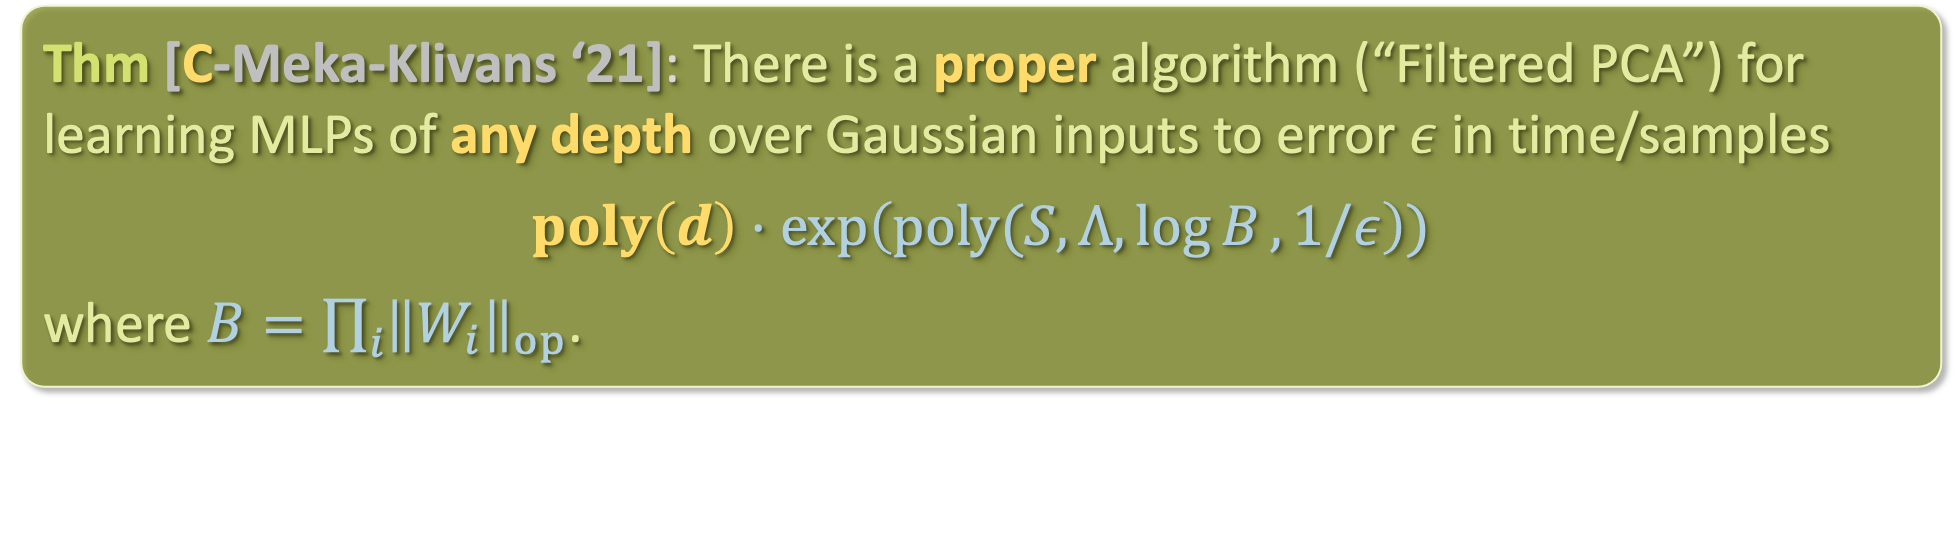 Thm [C-Meka-Klivans ‘21]: There is a proper algorithm (“Filtered PCA”) for
learning MLPs of any depth over Gaussian inputs to error ϵ in time/samples
poly(d) · exp(poly(S, Λ, log B , 1/ϵ))
where B = ∏ᵢ‖Wᵢ‖ₒₚ.